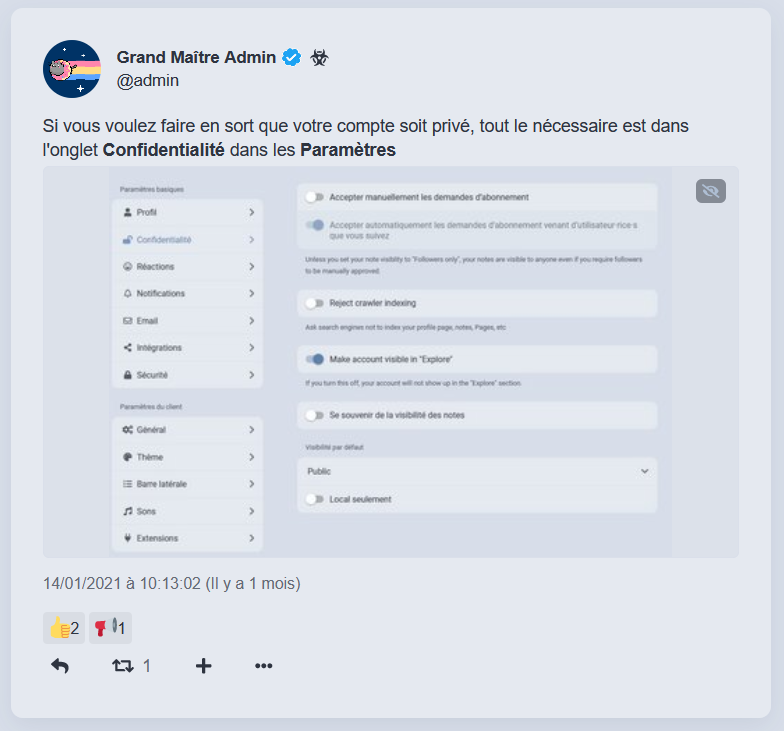 Grand Maître Admin
@admin
Si vous voulez faire en sort que votre compte soit privé, tout le nécessaire est dans
l'onglet Confidentialité dans les Paramètres
Paramètres basiques
Profil
Confidentialité
Réactions
Notifications
Email
Intégrations
Sécurité
Paramètres du client
Général
Thème
Barre latérale
Sons
Extensions
Accepter manuellement les demandes d'abonnement
Accepter automatiquement les demandes d'abonnement venant d'utilisateur·rice·s
que vous suivez
Unless you set your note visiblity to "Followers only", your notes are visible to anyone even if you require followers
to be manually approved.
Reject crawler indexing
Ask search engines not to index your profile page, notes, Pages, etc
Make account visible in "Explore"
If you turn this off, your account will not show up in the "Explore" section.
Se souvenir de la visibilité des notes
Visibilité par défaut
Public
Local seulement
14/01/2021 à 10:13:02 (Il y a 1 mois)
2
1
1